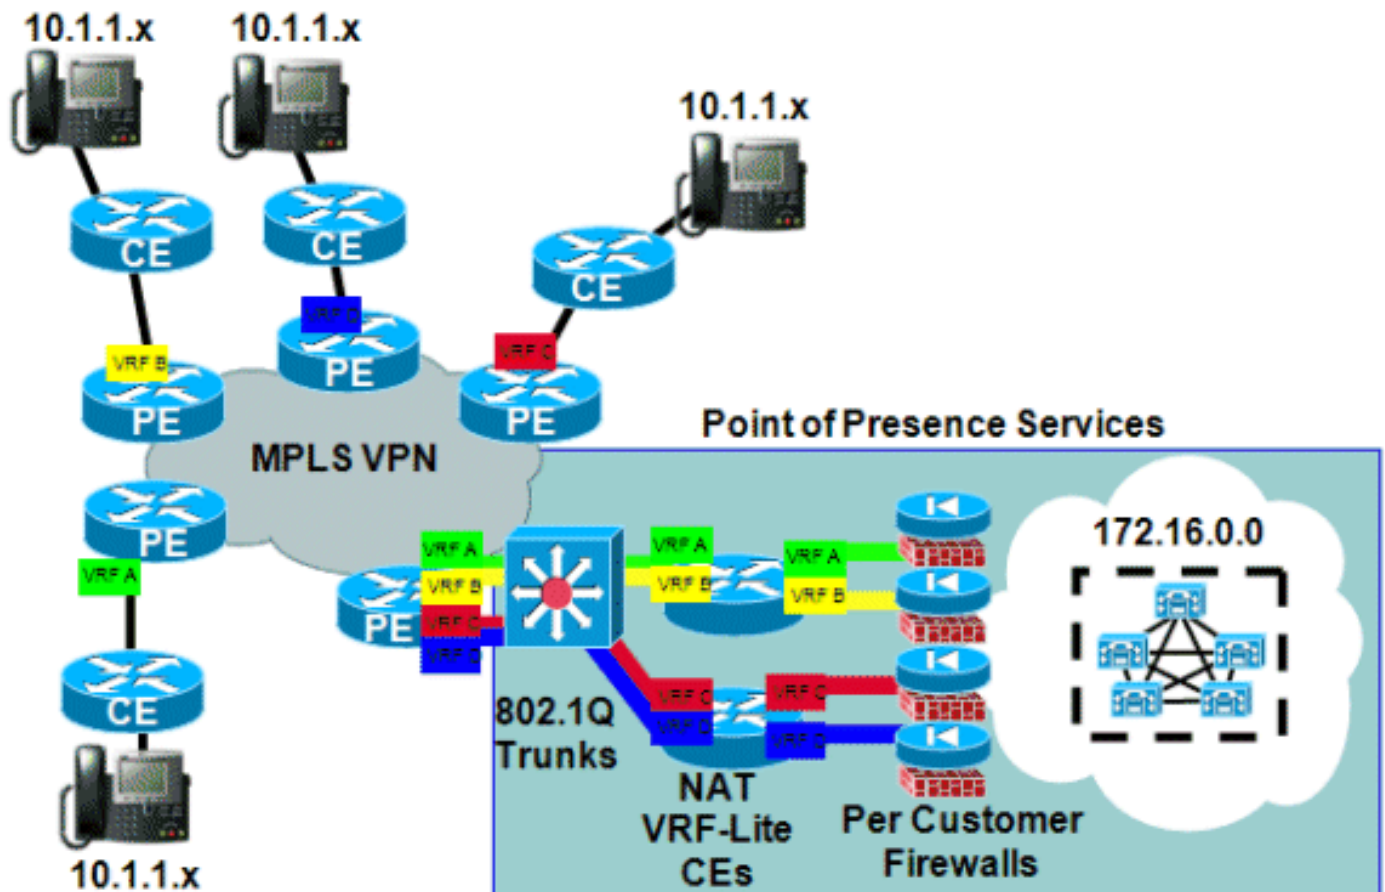 10.1.1.x
10.1.1.x
10.1.1.x
CE
CE
CE
VRF D
VRF B
VRF C
PE
PE
PE
MPLS VPN
Point of Presence Services
PE
VRF A
CE
10.1.1.x
PE
VRF A
VRF B
VRF C
VRF D
802.1Q
Trunks
VRF A
VRF B
VRF C
VRF D
NAT
VRF-Lite
CEs
VRF A
VRF B
VRF C
VRF D
Per Customer
Firewalls
172.16.0.0